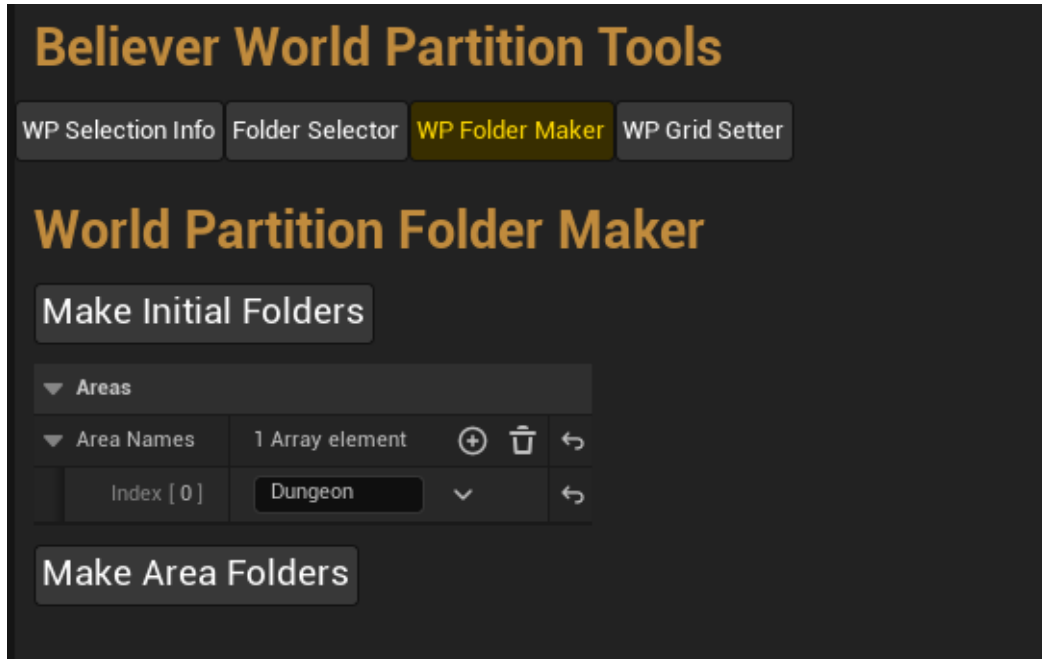 Believer World Partition Tools
WP Selection Info Folder Selector WP Folder Maker WP Grid Setter
World Partition Folder Maker
Make Initial Folders
Areas
Area Names 1 Array element
Index [ 0 ] Dungeon
Make Area Folders